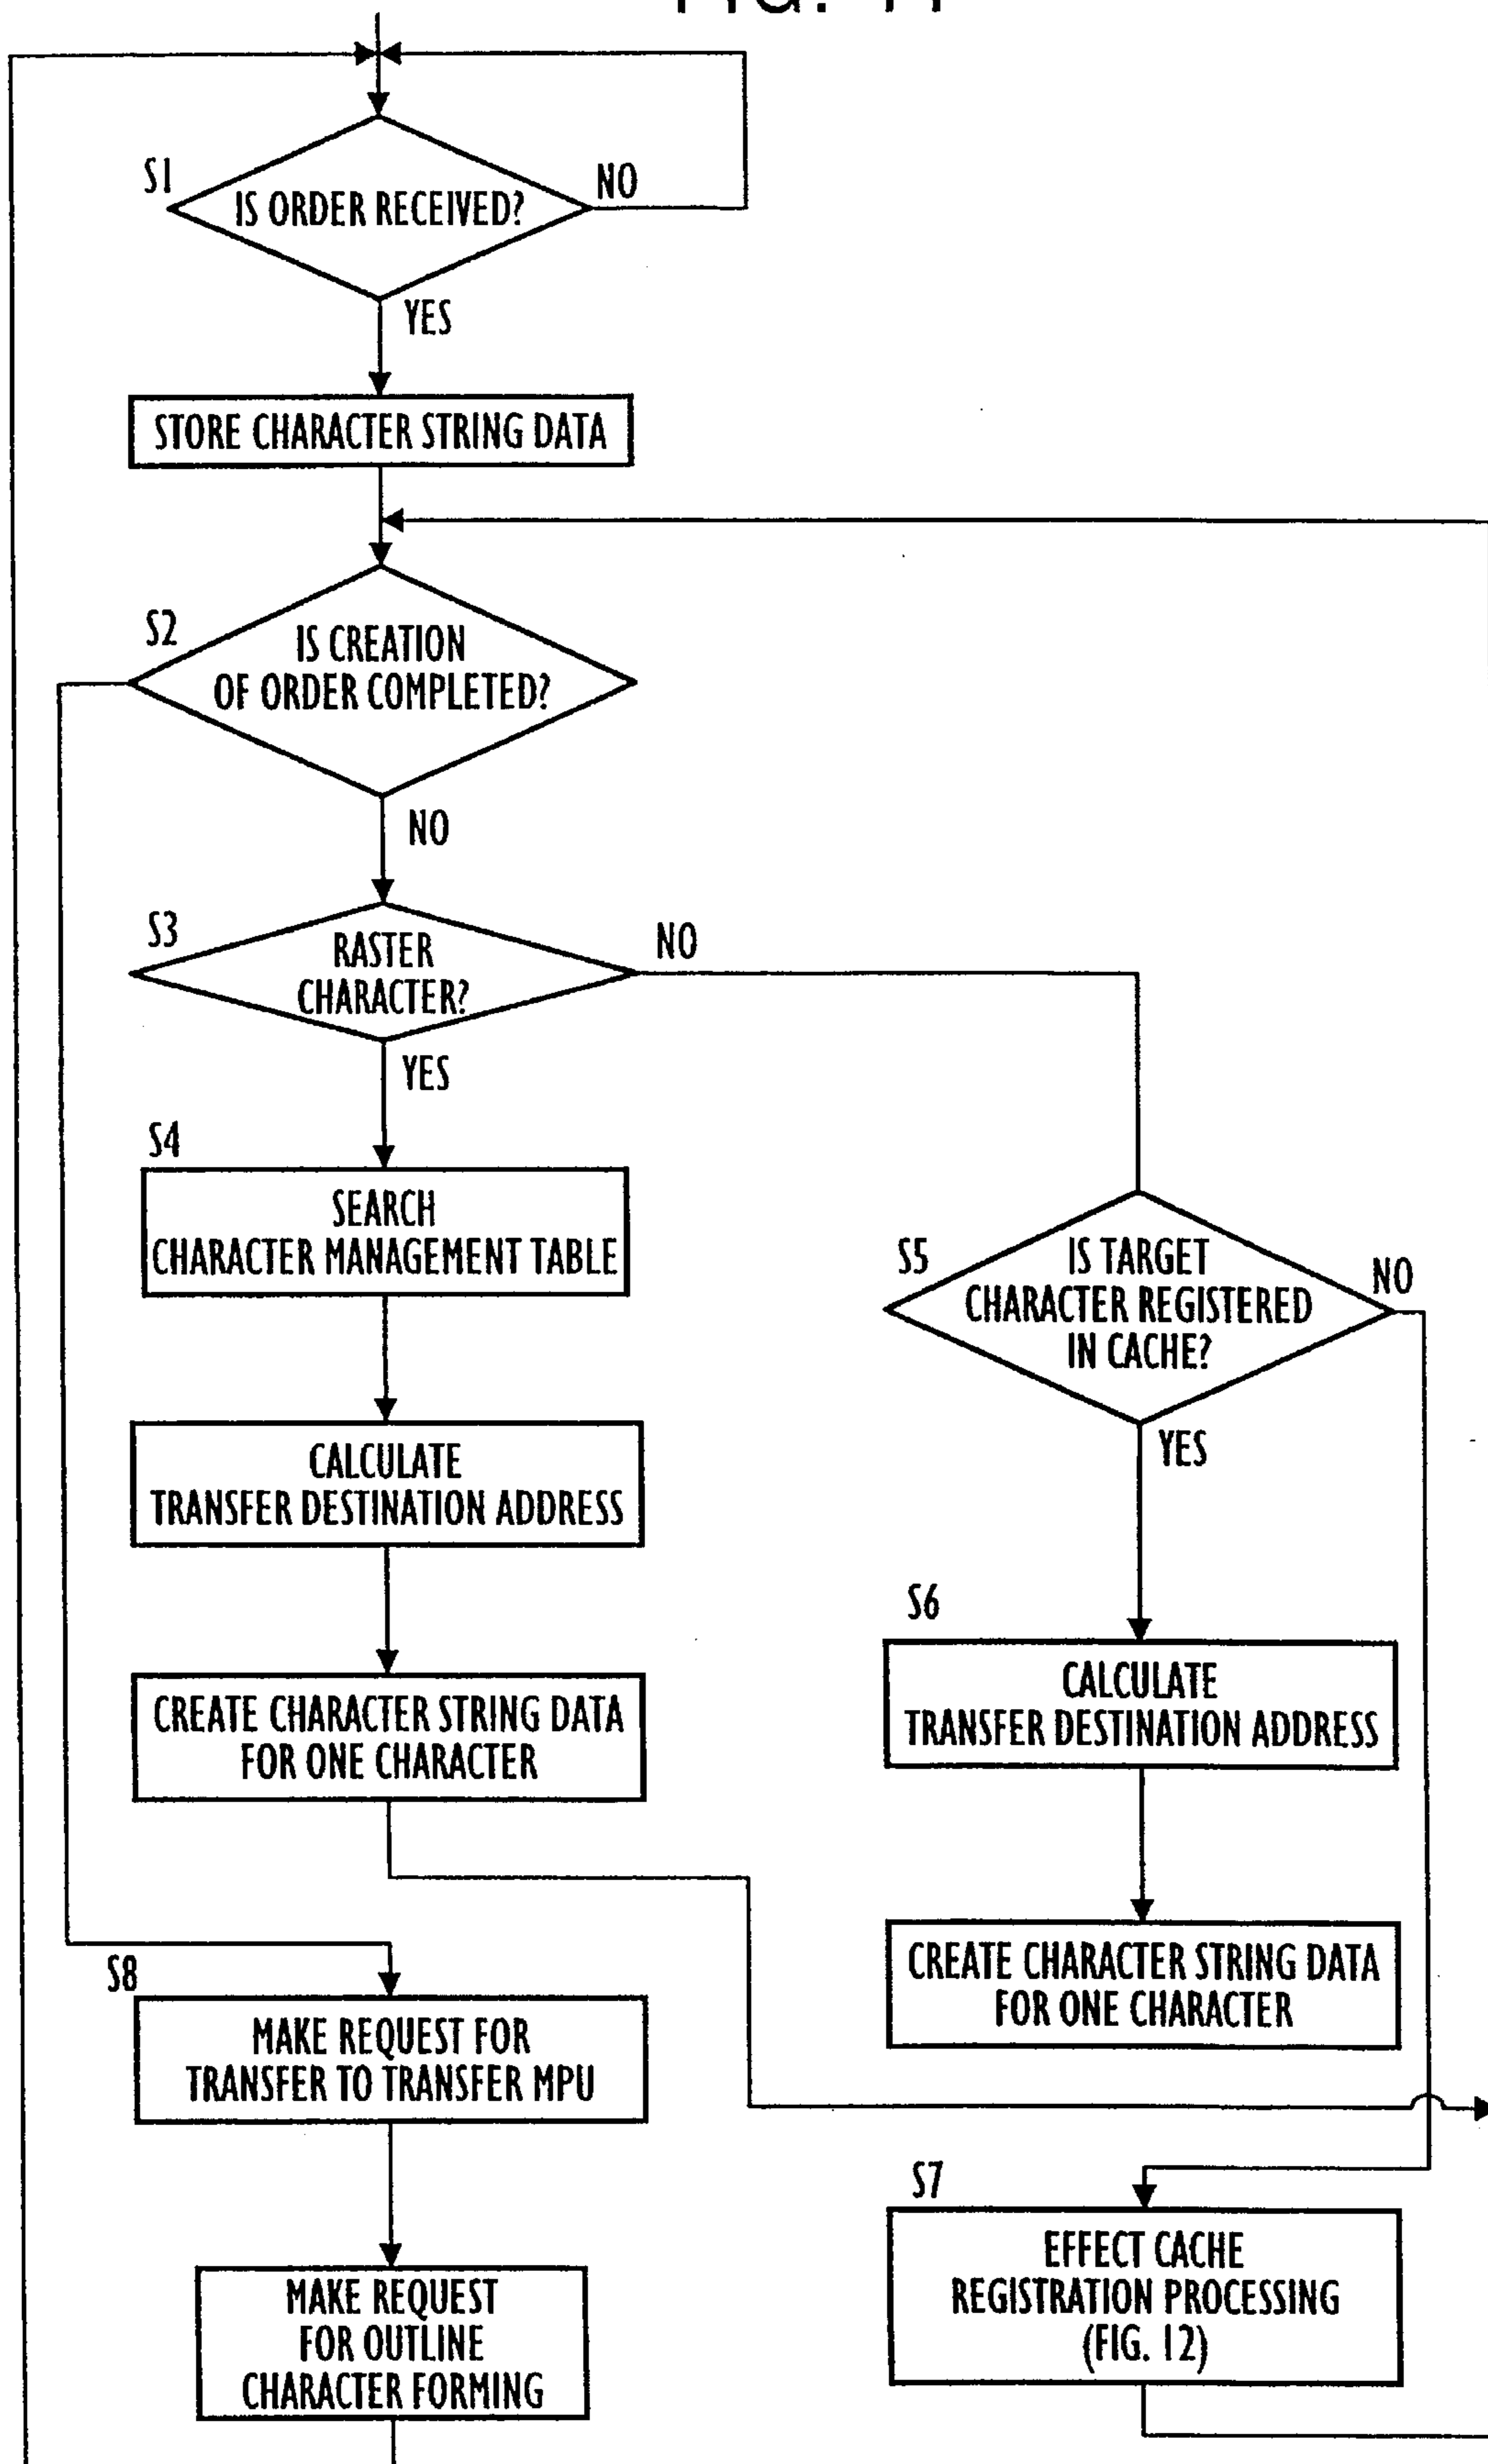 S1
IS ORDER RECEIVED?
NO
YES
STORE CHARACTER STRING DATA
S2
IS CREATION
OF ORDER COMPLETED?
NO
S3
RASTER
CHARACTER?
NO
YES
S4
SEARCH
CHARACTER MANAGEMENT TABLE
CALCULATE
TRANSFER DESTINATION ADDRESS
CREATE CHARACTER STRING DATA
FOR ONE CHARACTER
S5
IS TARGET
CHARACTER REGISTERED
IN CACHE?
NO
YES
S6
CALCULATE
TRANSFER DESTINATION ADDRESS
CREATE CHARACTER STRING DATA
FOR ONE CHARACTER
S7
EFFECT CACHE
REGISTRATION PROCESSING
(FIG. 12)
S8
MAKE REQUEST FOR
TRANSFER TO TRANSFER MPU
MAKE REQUEST
FOR OUTLINE
CHARACTER FORMING